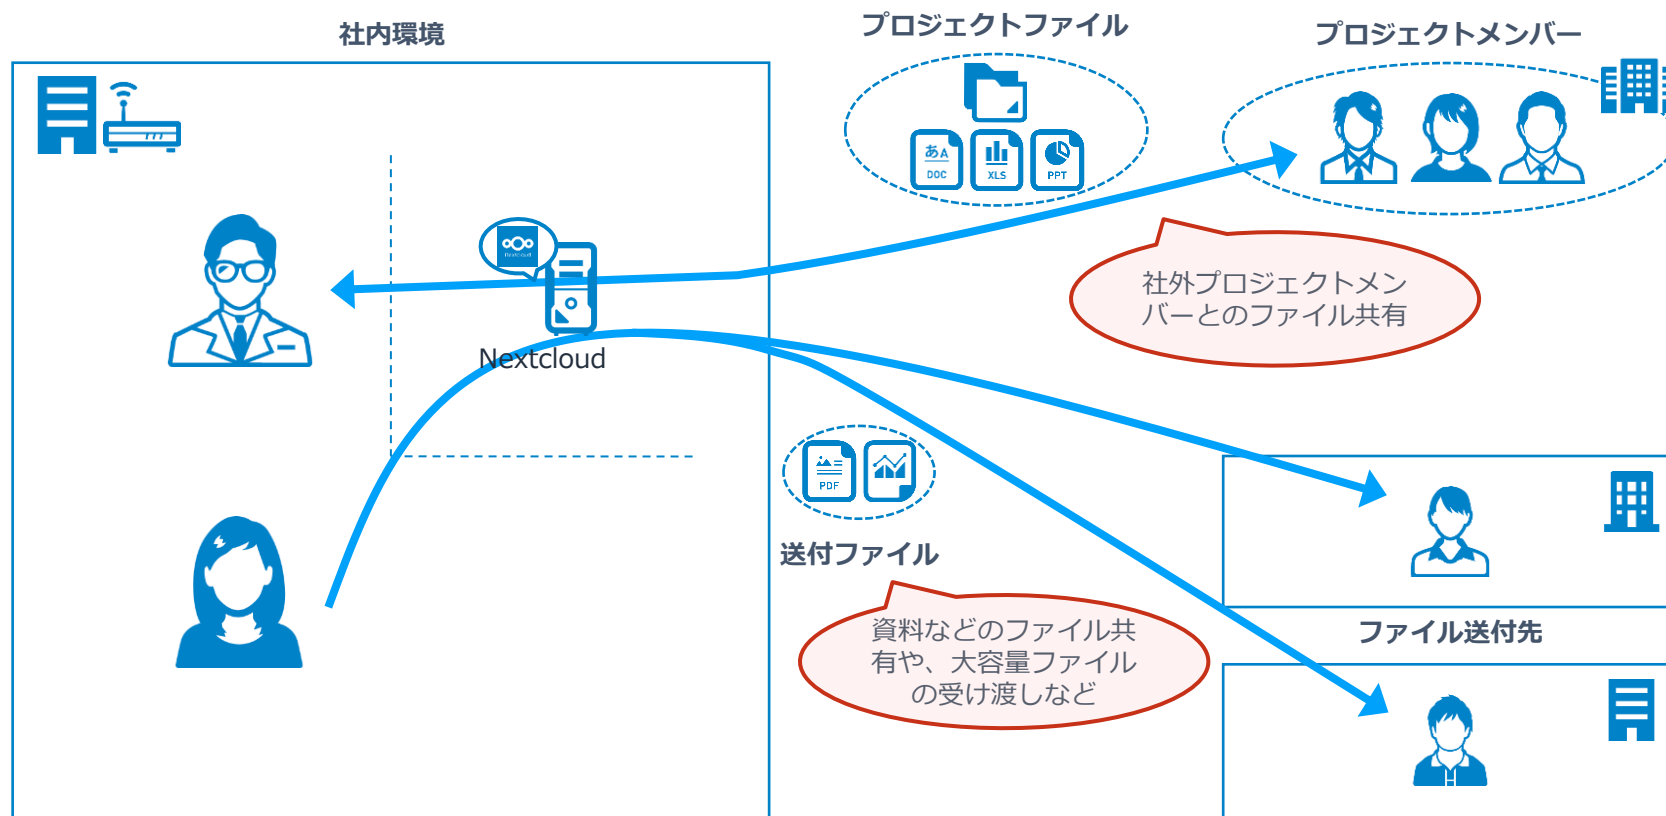 社内環境
プロジェクトファイル
プロジェクトメンバー
あA
DOC
XLS
PPT
Nextcloud
Nextcloud
社外プロジェクトメン
バーとのファイル共有
PDF
送付ファイル
資料などのファイル共
有や、大容量ファイル
の受け渡しなど
ファイル送付先